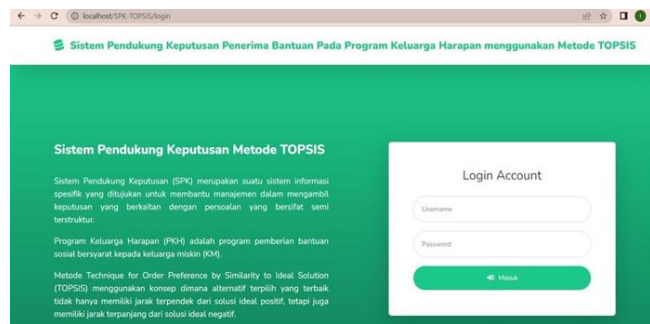 localhost/SPK-TOPSIS/login
Sistem Pendukung Keputusan Penerima Bantuan Pada Program Keluarga Harapan menggunakan Metode TOPSIS
Sistem Pendukung Keputusan Metode TOPSIS
Sistem Pendukung Keputusan (SPK) merupakan suatu sistem informasi
spesifik yang ditujukan untuk membantu manajemen dalam mengambil
keputusan yang berkaitan dengan persoalan yang bersifat semi
terstruktur.
Program Keluarga Harapan (PKH) adalah program pemberian bantuan
sosial bersyarat kepada keluarga miskin (KM).
Metode Technique for Order Preference by Similarity to Ideal Solution
(TOPSIS) menggunakan konsep dimana alternatif terpilih yang terbaik
tidak hanya memiliki jarak terpendek dari solusi ideal positif, tetapi juga
memiliki jarak terpanjang dari solusi ideal negatif.
Login Account
Username
Password
Masuk